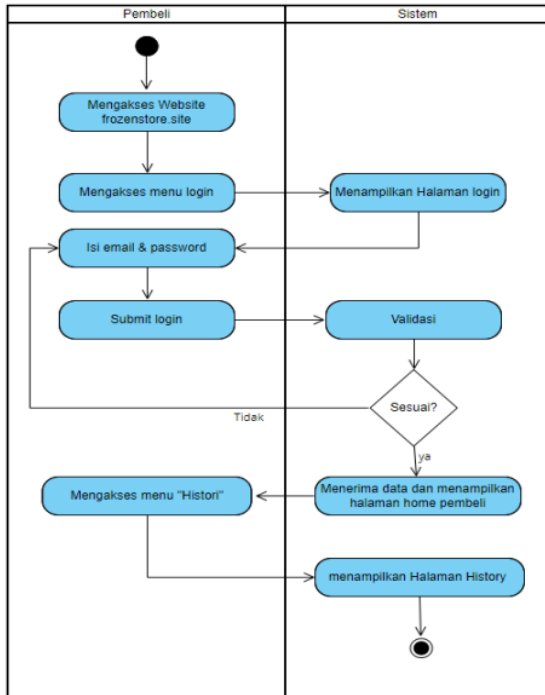 Pembeli
Sistem
Mengakses Website
frozenstore.site
Mengakses menu login
Menampilkan Halaman login
Isi email & password
Submit login
Validasi
Sesuai?
Tidak
ya
Mengakses menu "Histori"
Menerima data dan menampilkan
halaman home pembeli
menampilkan Halaman History